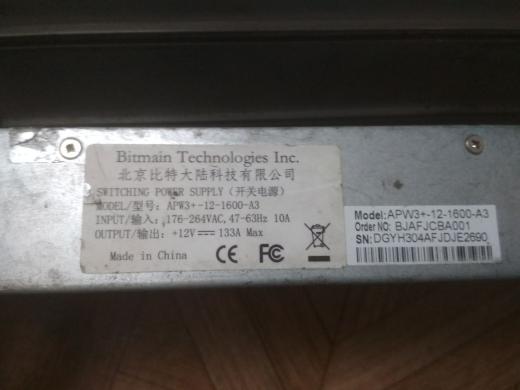 Bitmain Technologies Inc.
北京比特大陆科技有限公司
SWITCHING POWER SUPPLY (开关电源)
MODEL/型号: APW3+-12-1600-A3
INPUT/输入: 176-264VAC, 47-63Hz 10A
OUTPUT/输出: +12V 133A Max
Made in China
CE FC
Model:APW3+-12-1600-A3
Order NO: BJAFJCBA001
SN:DGYH304AFJDJE2690